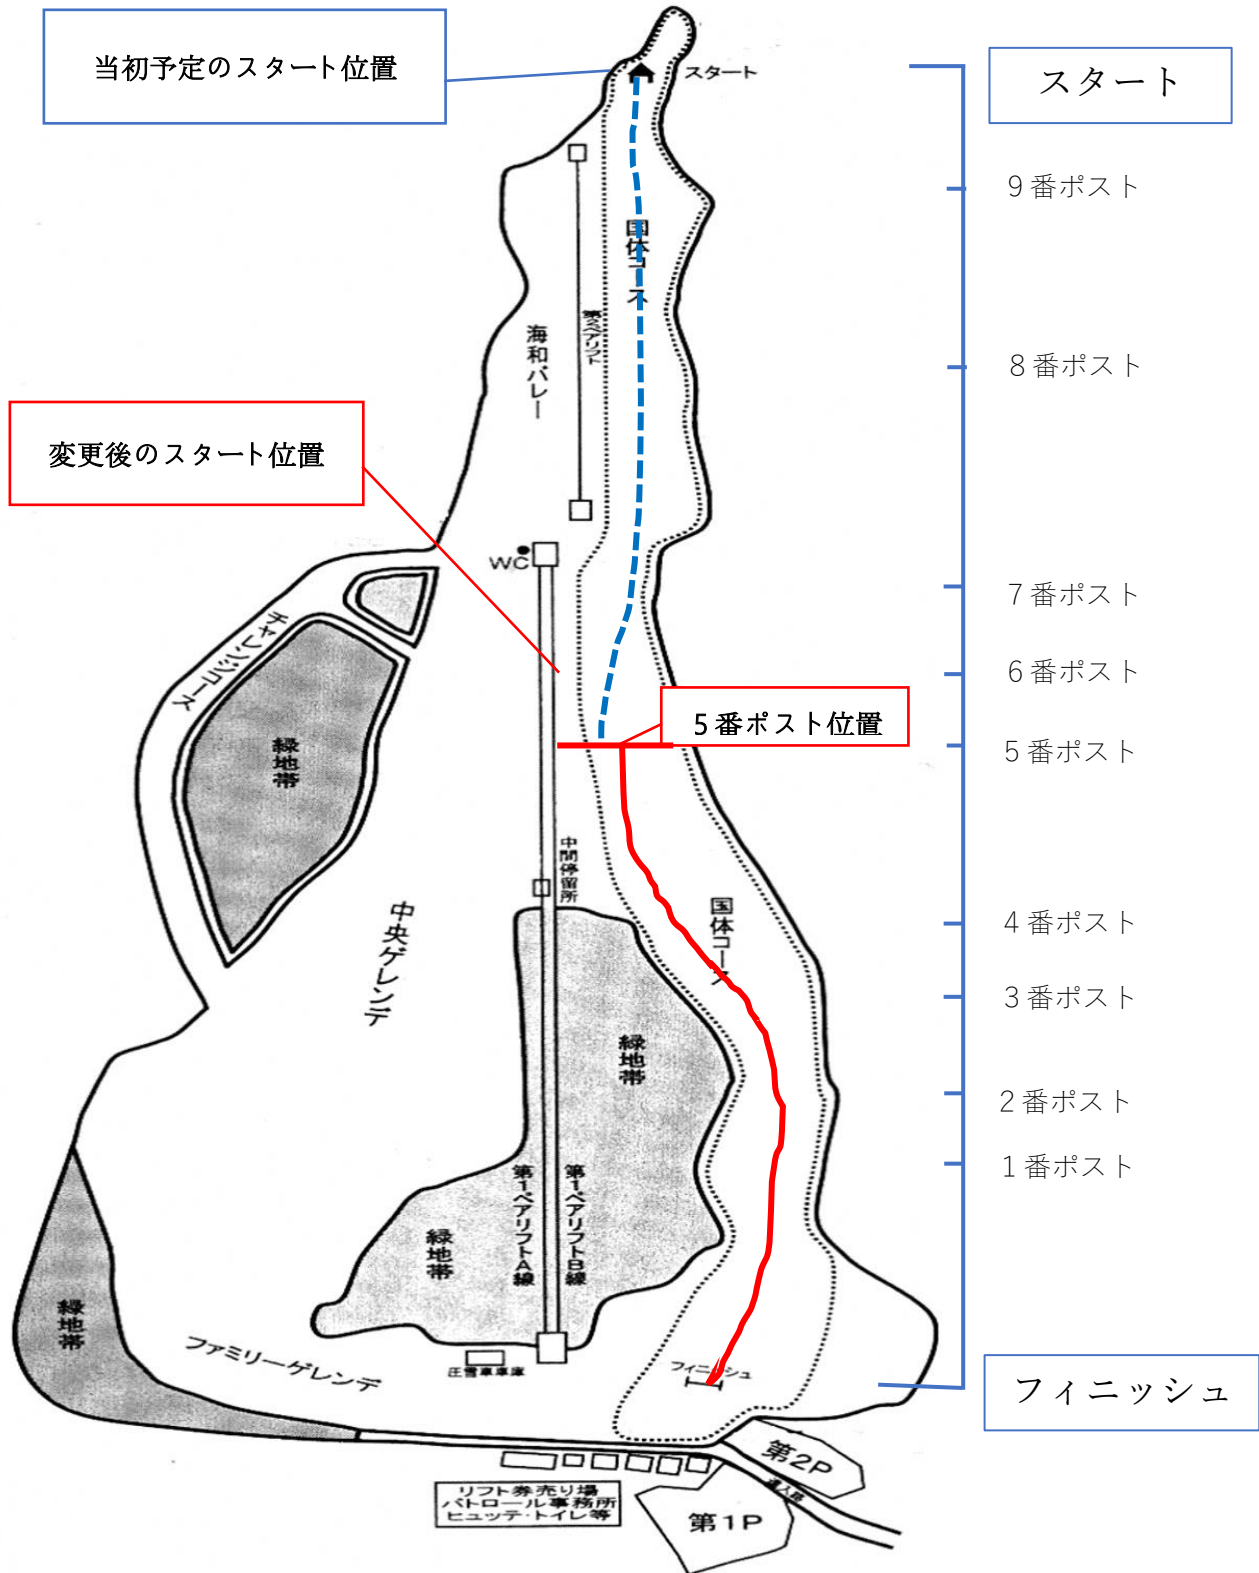 当初予定のスタート位置
スタート
スタート
9番ポスト
国体コース
第2ペアリフト
海和バレー
8番ポスト
変更後のスタート位置
WC
7番ポスト
チャレンジコース
6番ポスト
5番ポスト位置
緑地帯
5番ポスト
中間停留所
中央ゲレンデ
国体コース
4番ポスト
3番ポスト
緑地帯
2番ポスト
1番ポスト
第1ペアリフトA線
第1ペアリフトB線
緑地帯
緑地帯
ファミリーゲレンデ
圧雪車車庫
フィニッシュ
フィニッシュ
第2P
進入路
リフト券売り場
パトロール事務所
ヒュッテ・トイレ等
第1P